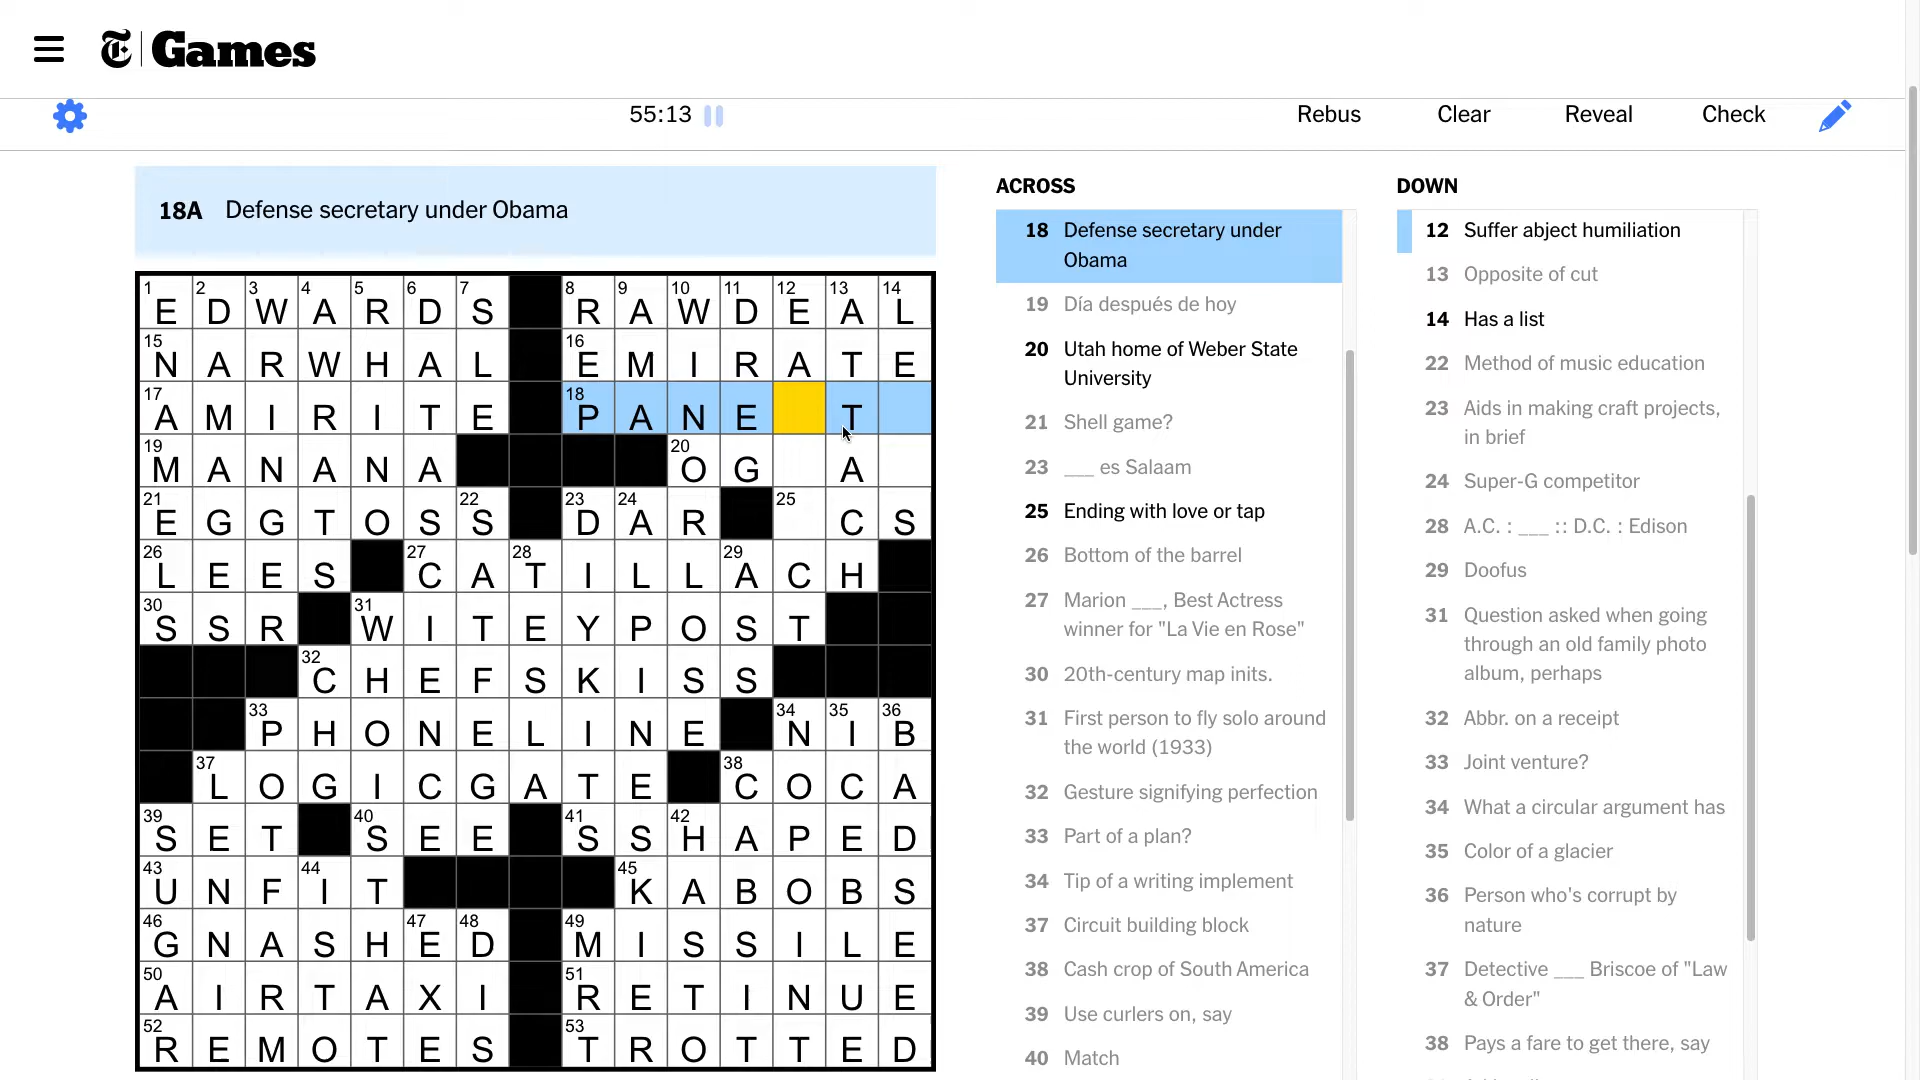 Games
55:13
Rebus
Clear
Reveal
Check
18A Defense secretary under Obama
1 E 2 D 3 W 4 A 5 R 6 D 7 S 8 R 9 A 10 W 11 D 12 E 13 A 14 L
15 N A R W H A L 16 E M I R A T E
17 A M I R I T E 18 P A N E T
19 M A N A N A 20 O G A
21 E G G T O S 22 S 23 D 24 A R 25 C S
26 L E E S 27 C A 28 T I L L 29 A C H
30 S S R 31 W I T E Y P O S T
32 C H E F S K I S S
33 P H O N E L I N E 34 N 35 I 36 B
37 L O G I C G A T E 38 C O C A
39 S E T 40 S E E 41 S S 42 H A P E D
43 U N F 44 I T 45 K A B O B S
46 G N A S H 47 E 48 D 49 M I S S I L E
50 A I R T A X I 51 R E T I N U E
52 R E M O T E S 53 T R O T T E D
ACROSS
18 Defense secretary under
Obama
19 Día después de hoy
20 Utah home of Weber State
University
21 Shell game?
23 ___ es Salaam
25 Ending with love or tap
26 Bottom of the barrel
27 Marion ___, Best Actress
winner for "La Vie en Rose"
30 20th-century map inits.
31 First person to fly solo around
the world (1933)
32 Gesture signifying perfection
33 Part of a plan?
34 Tip of a writing implement
37 Circuit building block
38 Cash crop of South America
39 Use curlers on, say
40 Match
DOWN
12 Suffer abject humiliation
13 Opposite of cut
14 Has a list
22 Method of music education
23 Aids in making craft projects,
in brief
24 Super-G competitor
28 A.C. : ___ :: D.C. : Edison
29 Doofus
31 Question asked when going
through an old family photo
album, perhaps
32 Abbr. on a receipt
33 Joint venture?
34 What a circular argument has
35 Color of a glacier
36 Person who's corrupt by
nature
37 Detective ___ Briscoe of "Law
& Order"
38 Pays a fare to get there, say